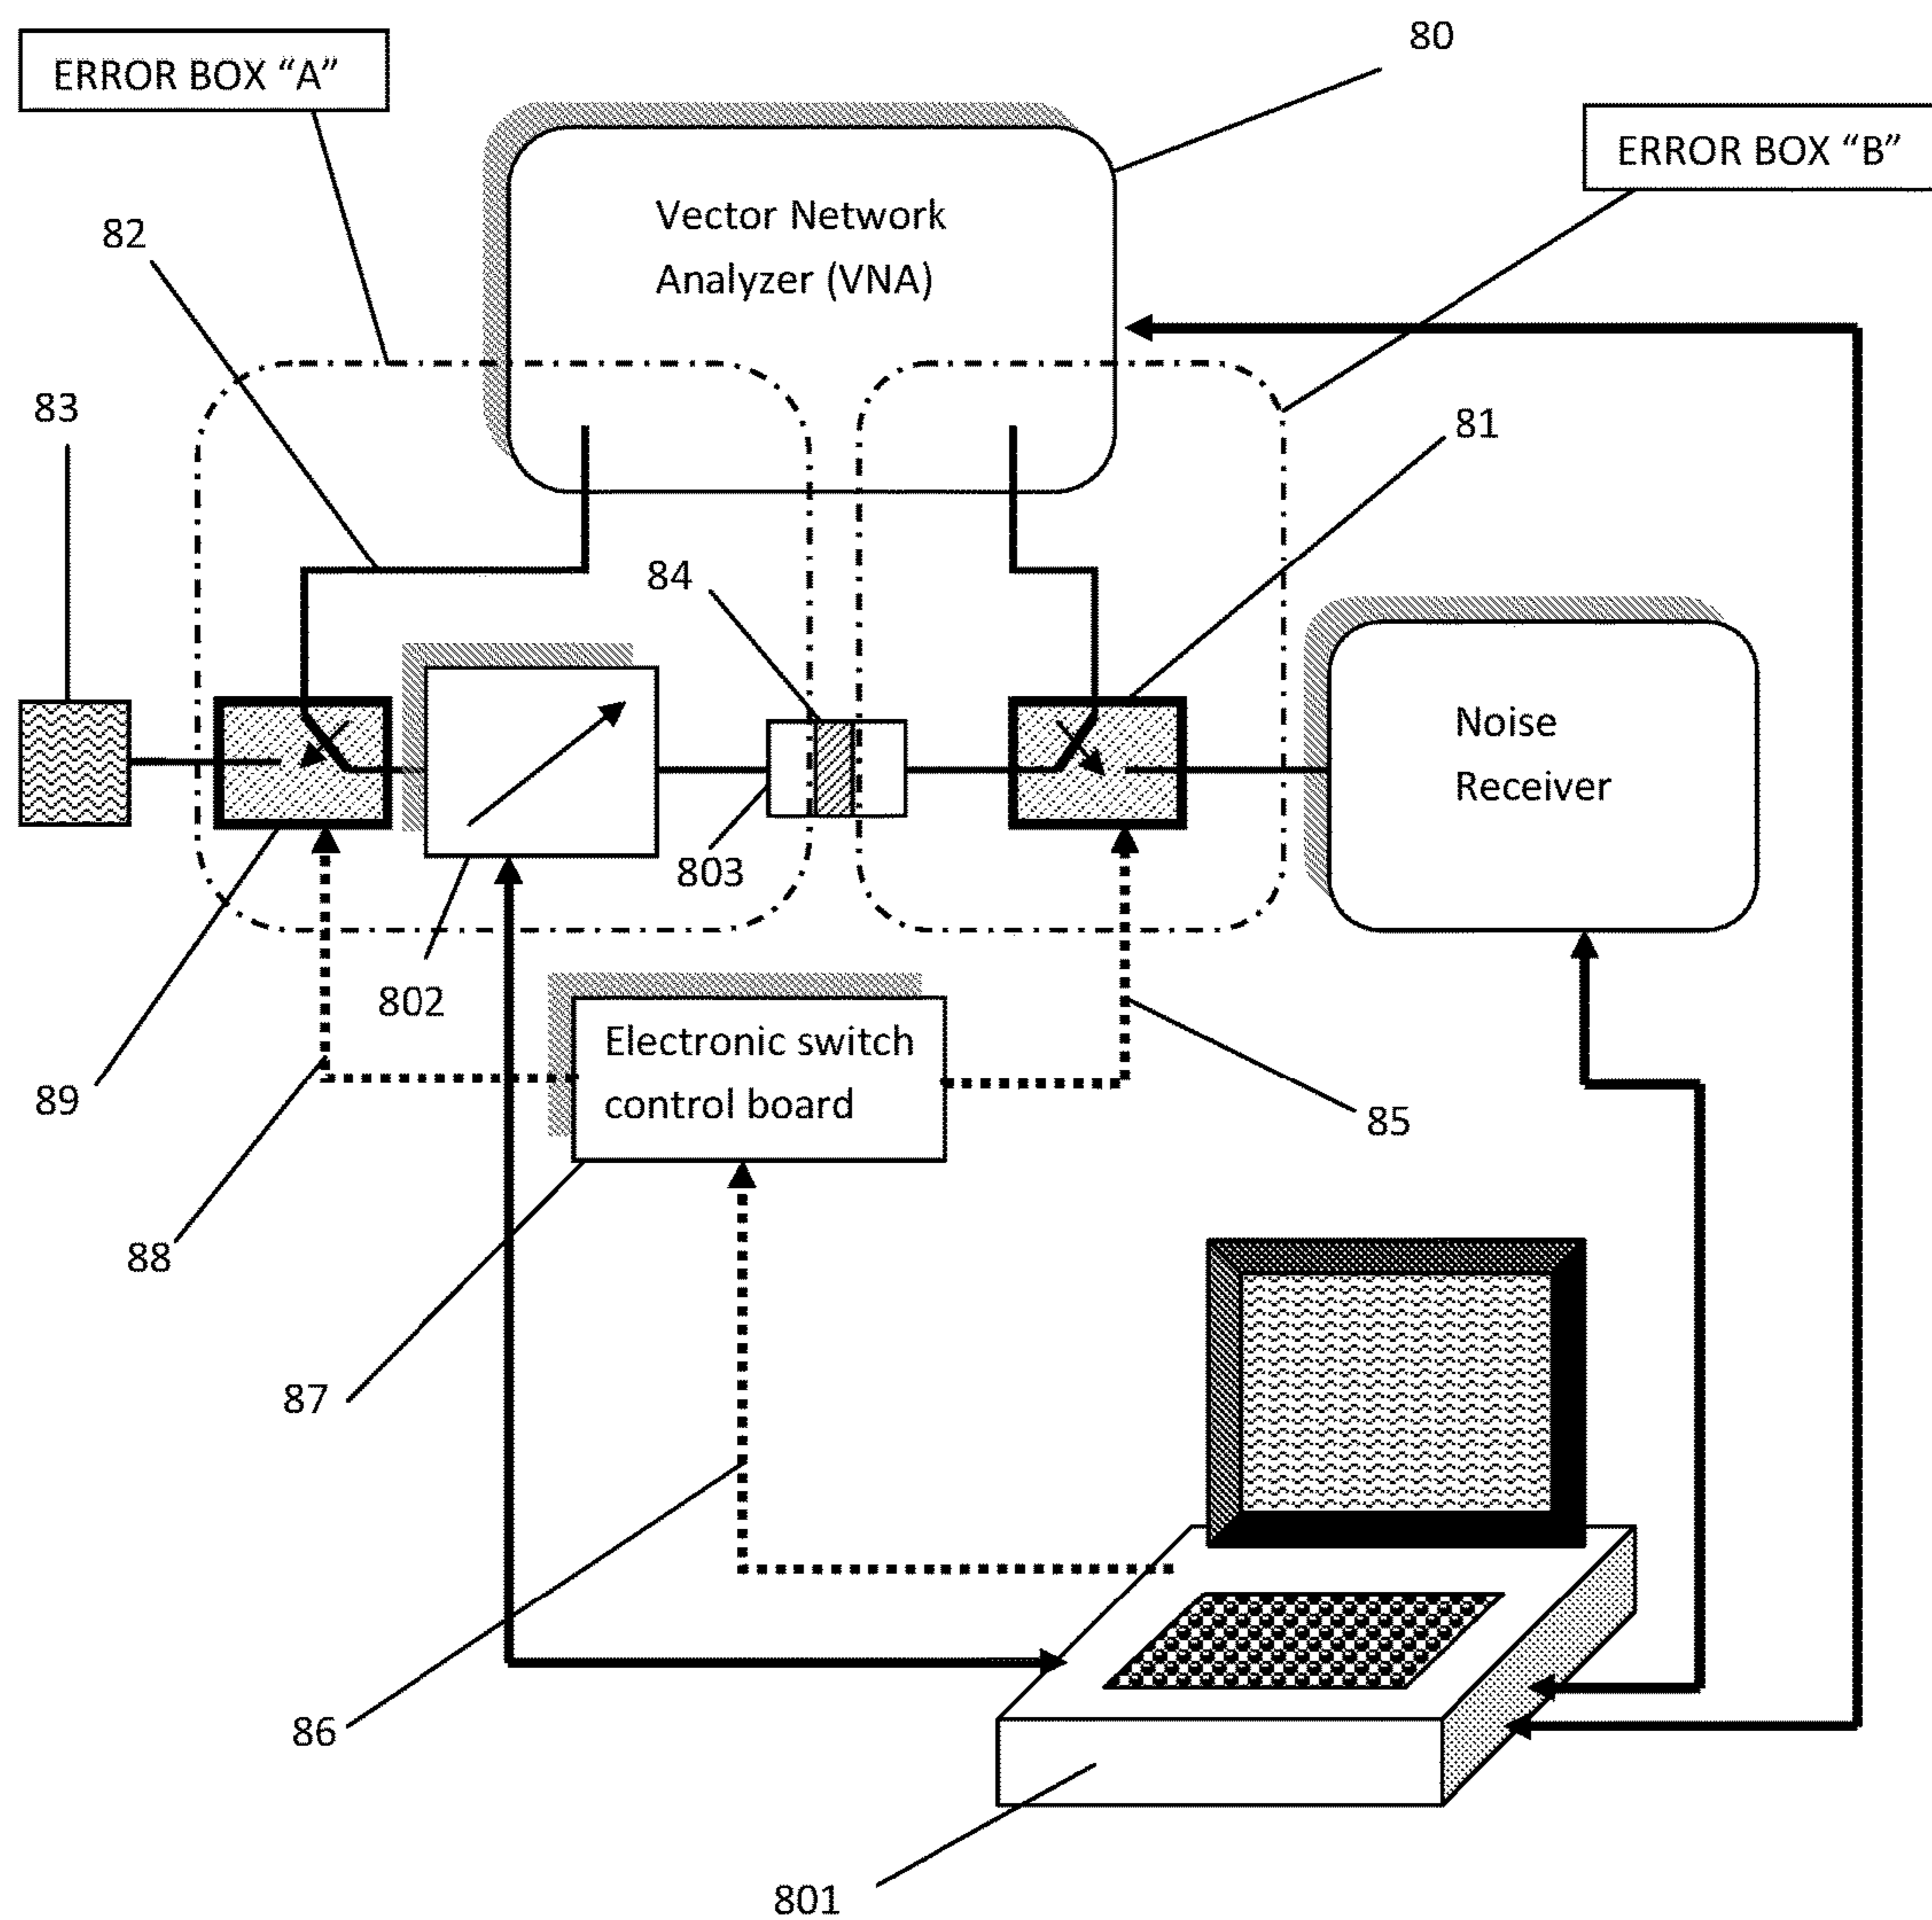 80
ERROR BOX “A”
ERROR BOX “B”
Vector Network
Analyzer (VNA)
82
83
81
84
Noise
Receiver
803
802
Electronic switch
control board
89
85
88
87
86
801